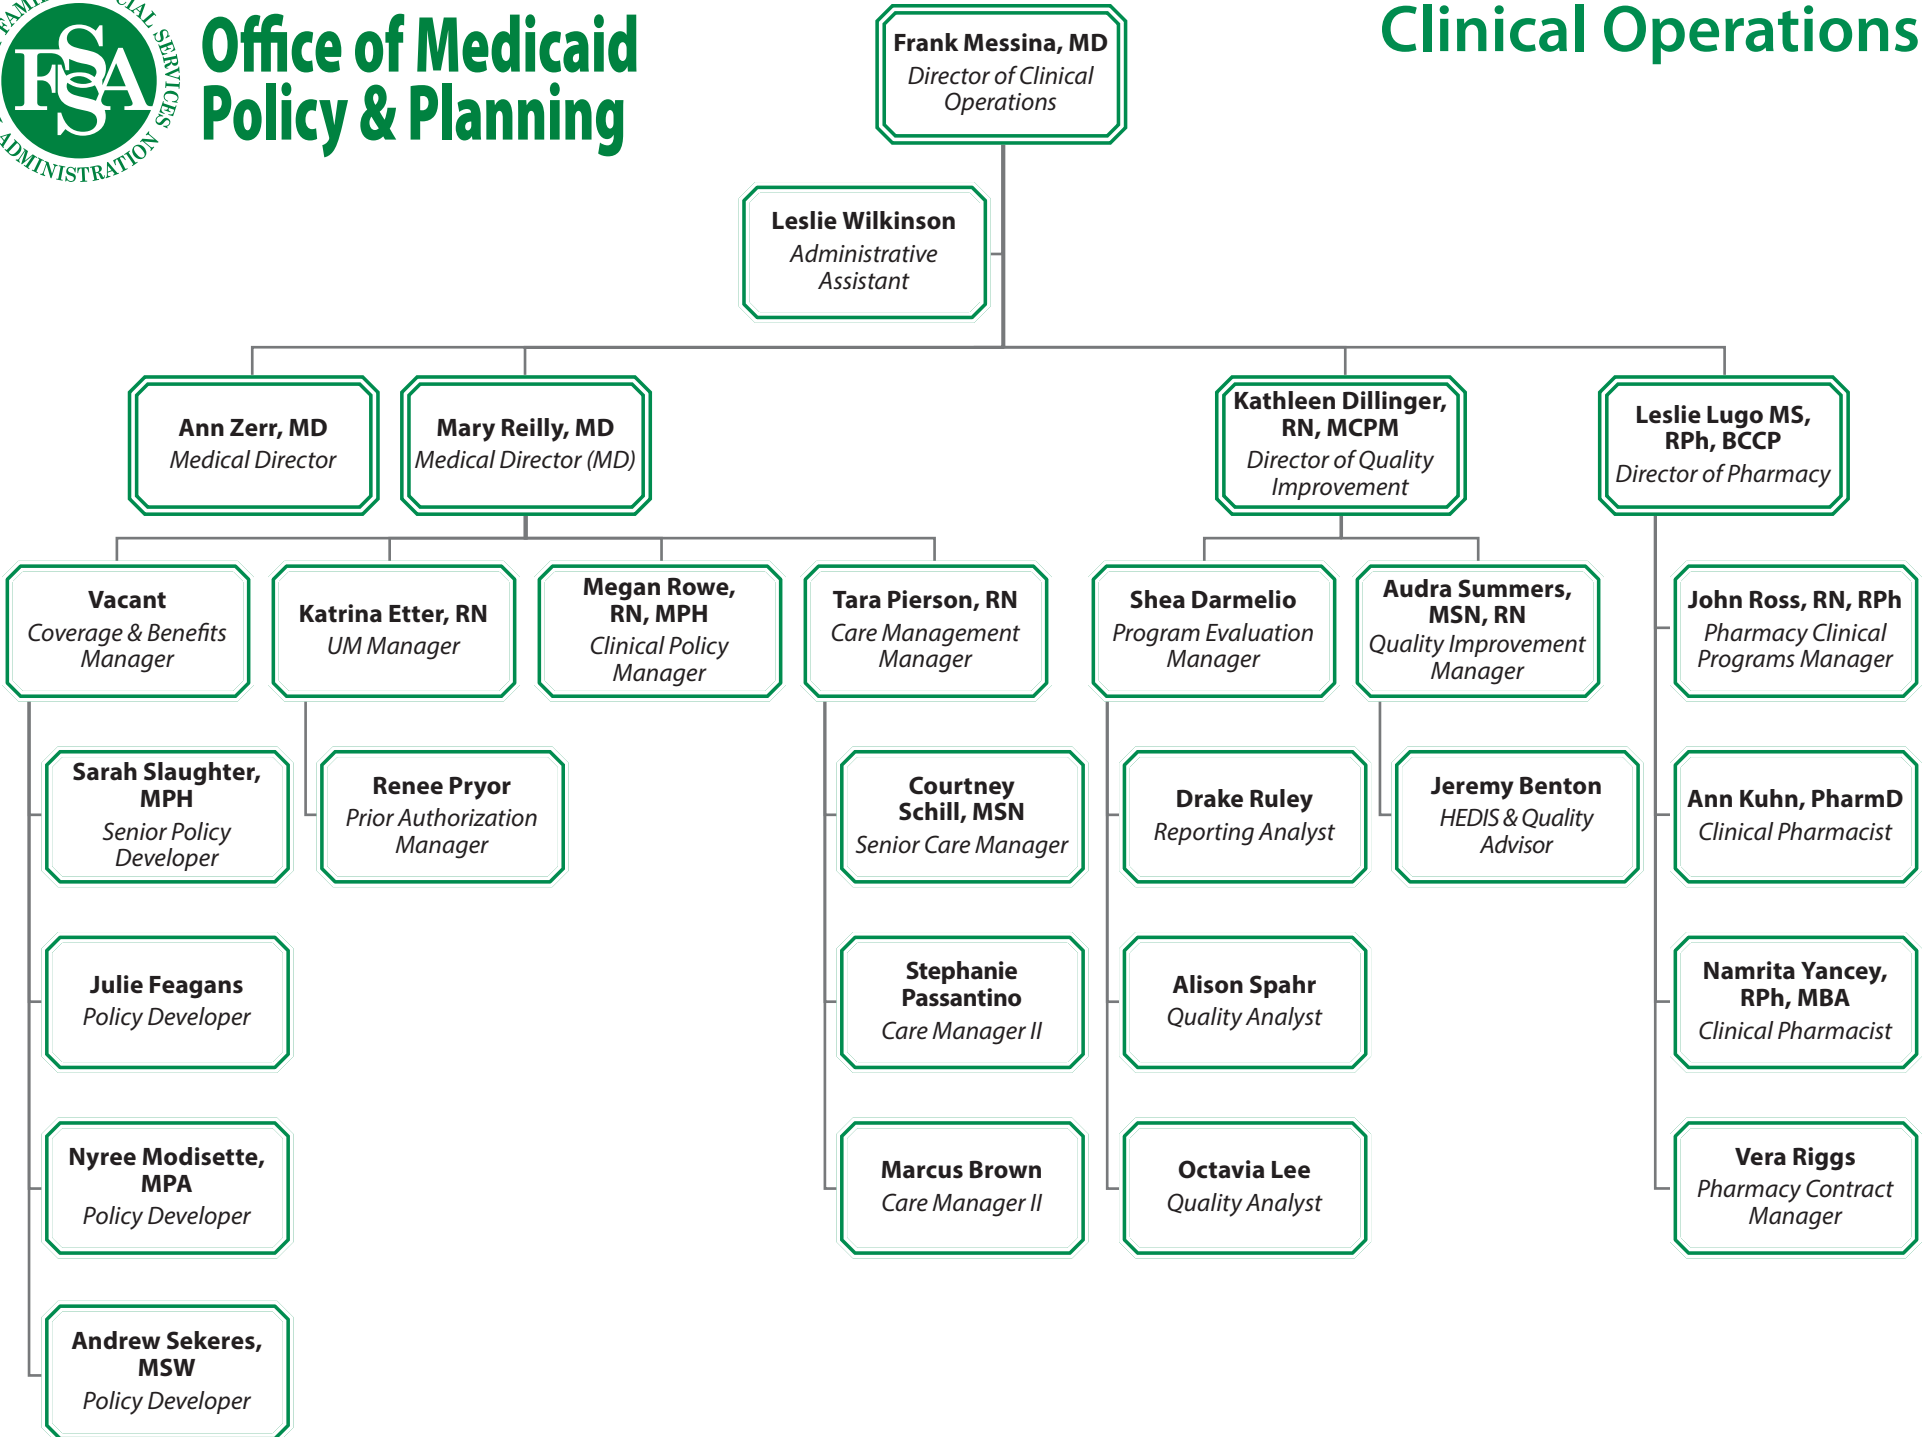 FAMILY
SOCIAL SERVICES
ADMINISTRATION
FSSA
Office of Medicaid
Policy & Planning
Clinical Operations
Frank Messina, MD
Director of Clinical
Operations
Leslie Wilkinson
Administrative
Assistant
Ann Zerr, MD
Medical Director
Mary Reilly, MD
Medical Director (MD)
Kathleen Dillinger,
RN, MCPM
Director of Quality
Improvement
Leslie Lugo MS,
RPh, BCCP
Director of Pharmacy
Vacant
Coverage & Benefits
Manager
Katrina Etter, RN
UM Manager
Megan Rowe,
RN, MPH
Clinical Policy
Manager
Tara Pierson, RN
Care Management
Manager
Shea Darmelio
Program Evaluation
Manager
Audra Summers,
MSN, RN
Quality Improvement
Manager
John Ross, RN, RPh
Pharmacy Clinical
Programs Manager
Sarah Slaughter,
MPH
Senior Policy
Developer
Renee Pryor
Prior Authorization
Manager
Courtney
Schill, MSN
Senior Care Manager
Drake Ruley
Reporting Analyst
Jeremy Benton
HEDIS & Quality
Advisor
Ann Kuhn, PharmD
Clinical Pharmacist
Julie Feagans
Policy Developer
Stephanie
Passantino
Care Manager II
Alison Spahr
Quality Analyst
Namrita Yancey,
RPh, MBA
Clinical Pharmacist
Nyree Modisette,
MPA
Policy Developer
Marcus Brown
Care Manager II
Octavia Lee
Quality Analyst
Vera Riggs
Pharmacy Contract
Manager
Andrew Sekeres,
MSW
Policy Developer